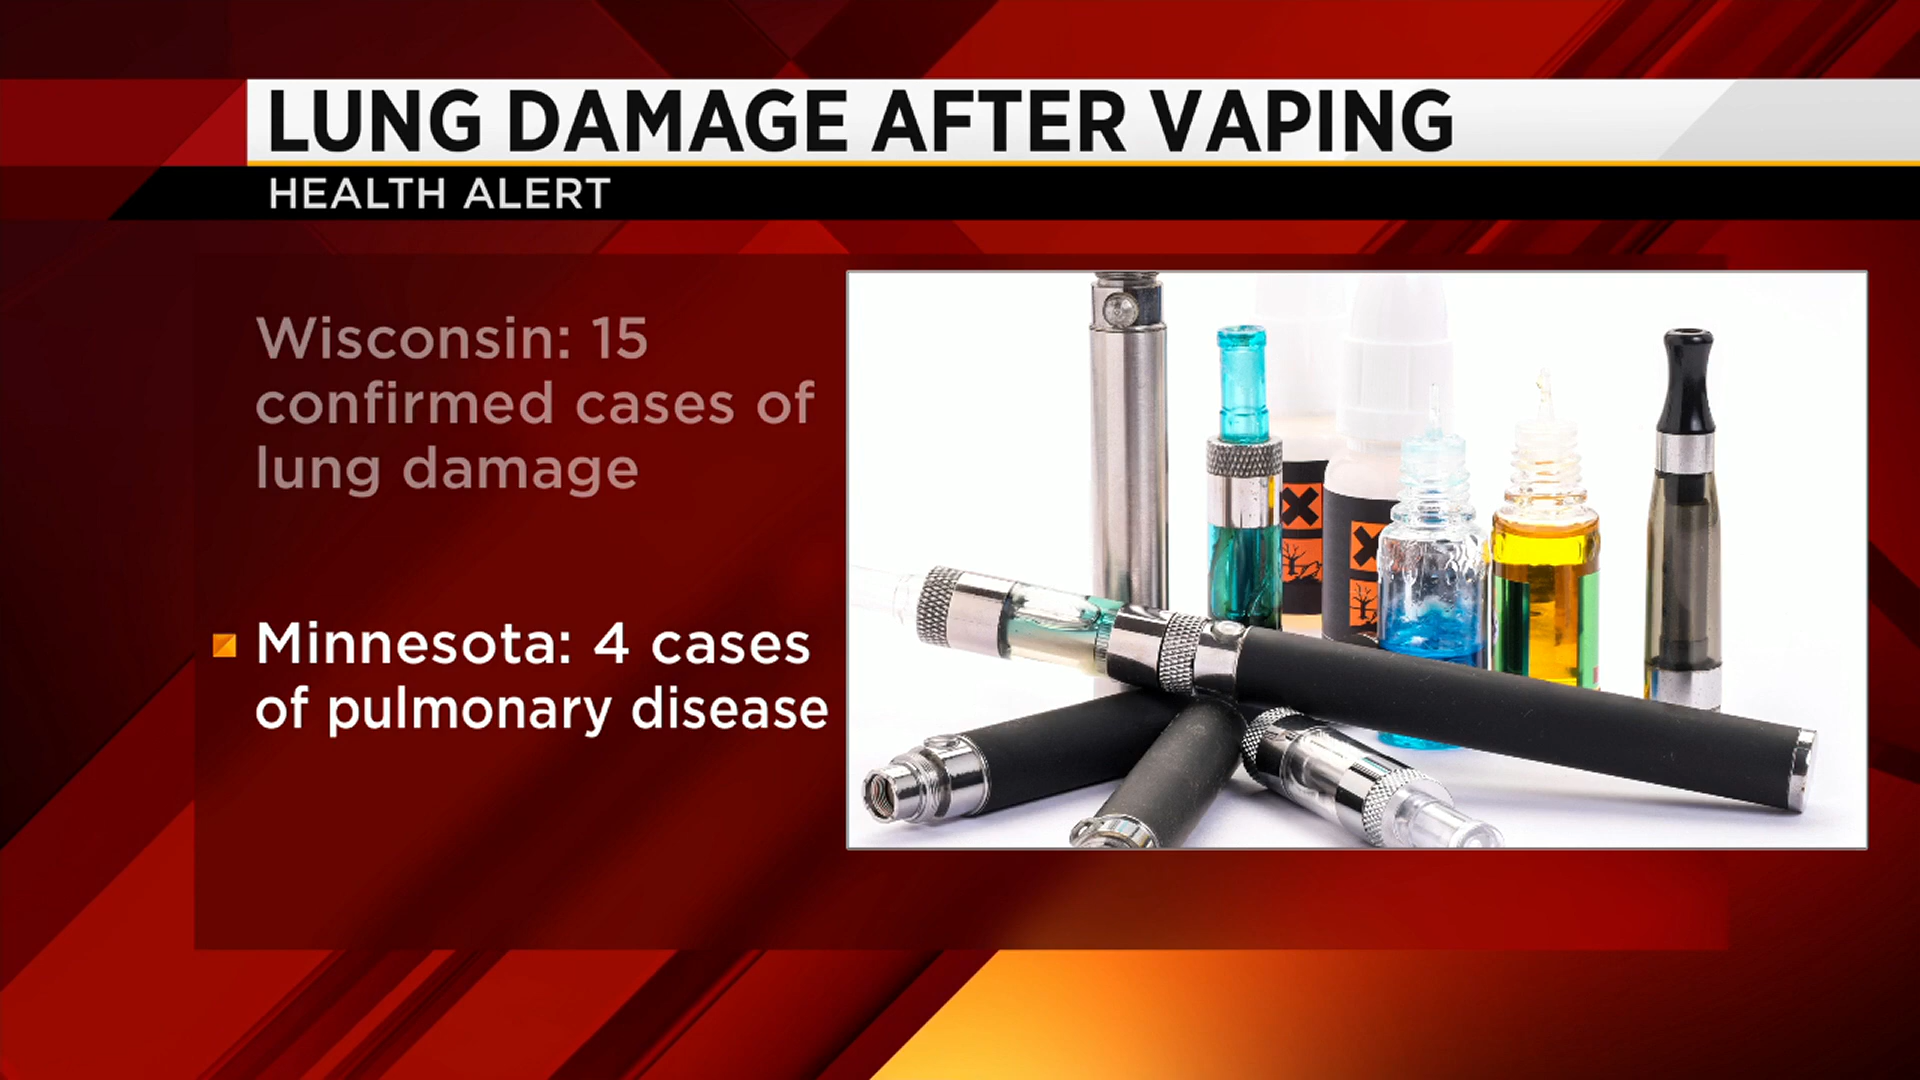 LUNG DAMAGE AFTER VAPING
HEALTH ALERT
Wisconsin: 15
confirmed cases of
lung damage
Minnesota: 4 cases
of pulmonary disease